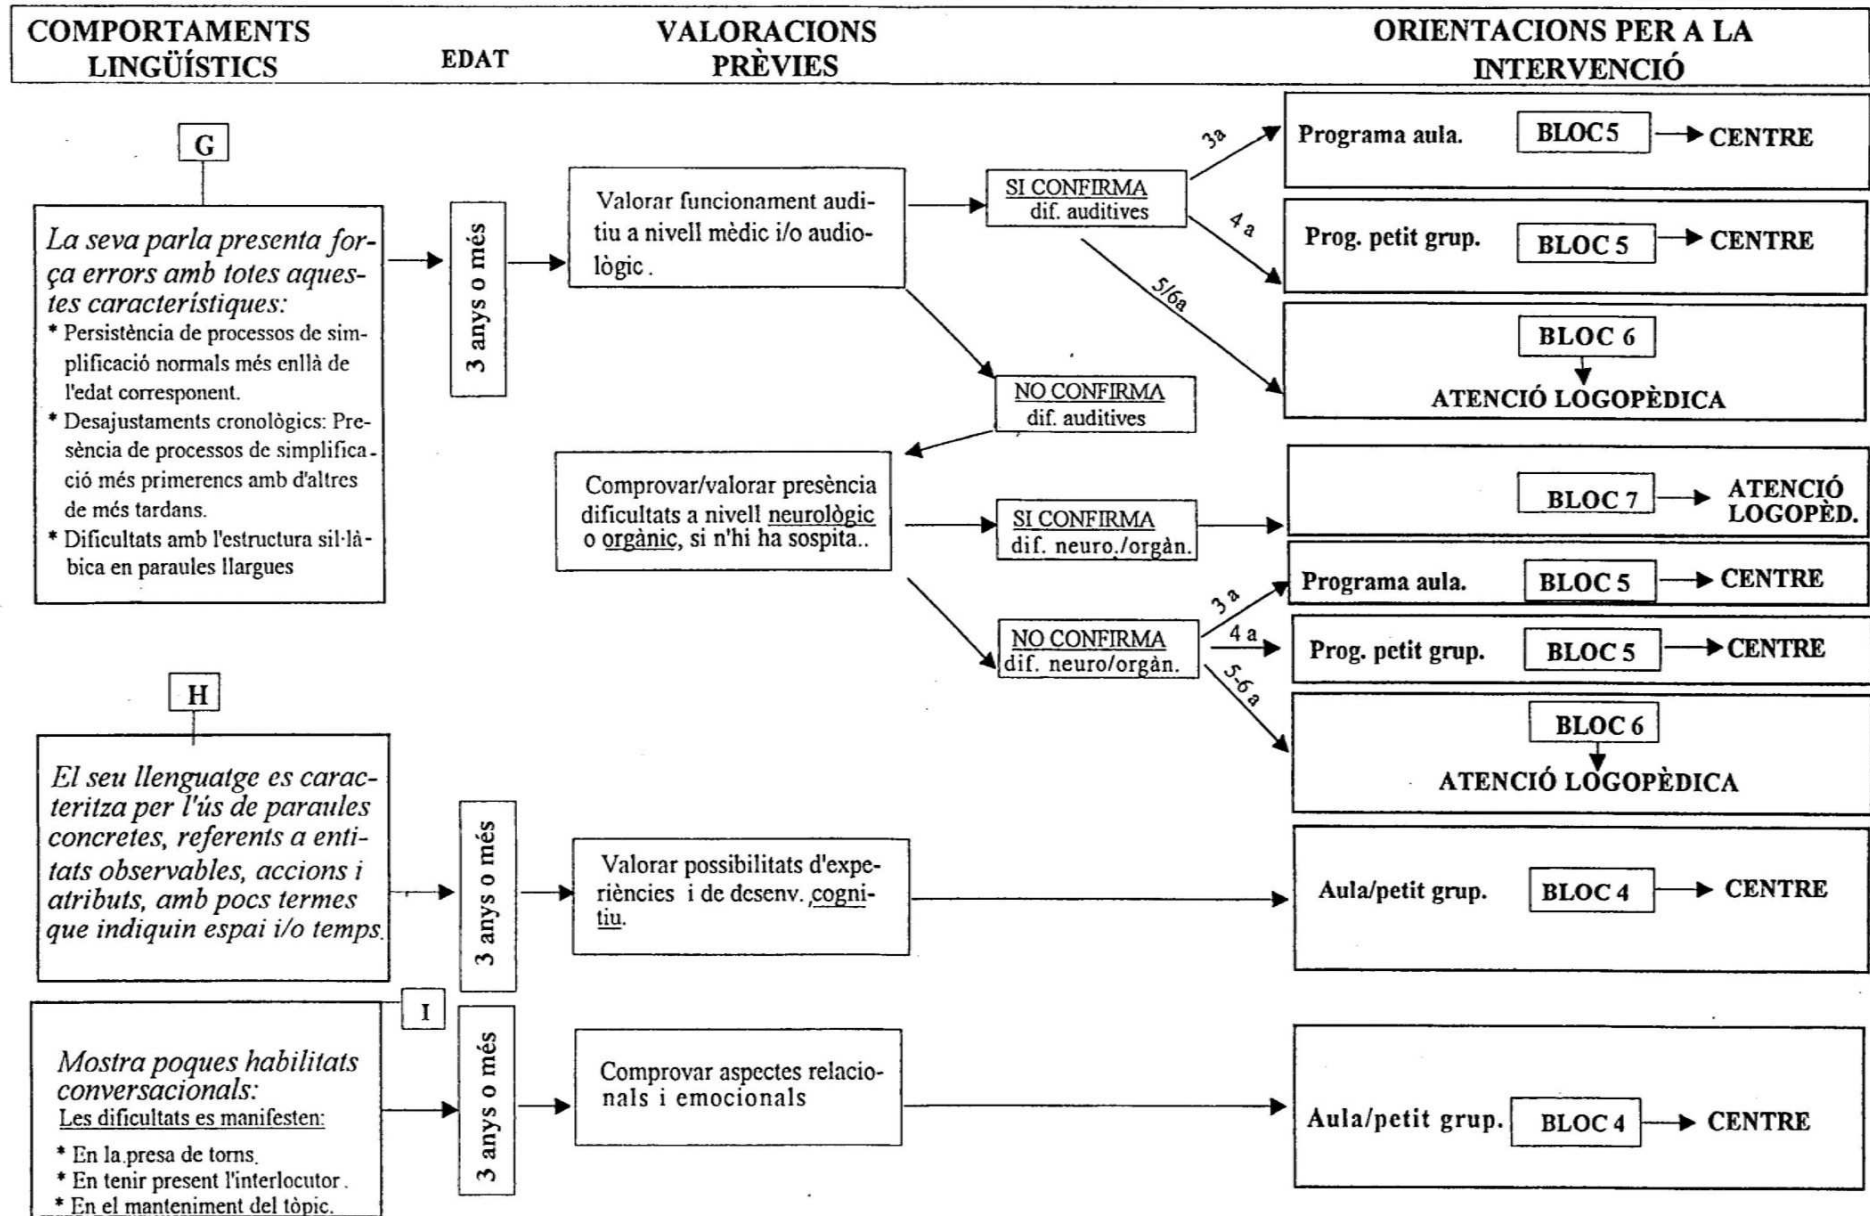 COMPORTAMENTS
LINGÜÍSTICS
EDAT
VALORACIONS
PRÈVIES
ORIENTACIONS PER A LA
INTERVENCIÓ
G
La seva parla presenta for-
ça errors amb totes aques-
tes característiques:
* Persistència de processos de sim-
plificació normals més enllà de
l'edat corresponent.
* Desajustaments cronològics: Pre-
sència de processos de simplifica-
ció més primerencs amb d'altres
de més tardans.
* Dificultats amb l'estructura sil·là-
bica en paraules llargues
3 anys o més
Valorar funcionament audi-
tiu a nivell mèdic i/o audio-
lògic.
SI CONFIRMA
dif. auditives
3a
4 a
5/6a
Programa aula. BLOC 5 CENTRE
Prog. petit grup. BLOC 5 CENTRE
BLOC 6
ATENCIÓ LOGOPÈDICA
NO CONFIRMA
dif. auditives
Comprovar/valorar presència
dificultats a nivell neurològic
o orgànic, si n'hi ha sospita..
SI CONFIRMA
dif. neuro./orgàn.
BLOC 7 ATENCIÓ
LOGOPÈD.
NO CONFIRMA
dif. neuro/orgàn.
3 a
4 a
5-6 a
Programa aula. BLOC 5 CENTRE
Prog. petit grup. BLOC 5 CENTRE
BLOC 6
ATENCIÓ LOGOPÈDICA
H
El seu llenguatge es carac-
teritza per l'ús de paraules
concretes, referents a enti-
tats observables, accions i
atributs, amb pocs termes
que indiquin espai i/o temps.
3 anys o més
Valorar possibilitats d'expe-
riències i de desenv. cogni-
tiu.
Aula/petit grup. BLOC 4 CENTRE
I
Mostra poques habilitats
conversacionals:
Les dificultats es manifesten:
* En la presa de torns.
* En tenir present l'interlocutor.
* En el manteniment del tòpic.
3 anys o més
Comprovar aspectes relacio-
nals i emocionals
Aula/petit grup. BLOC 4 CENTRE